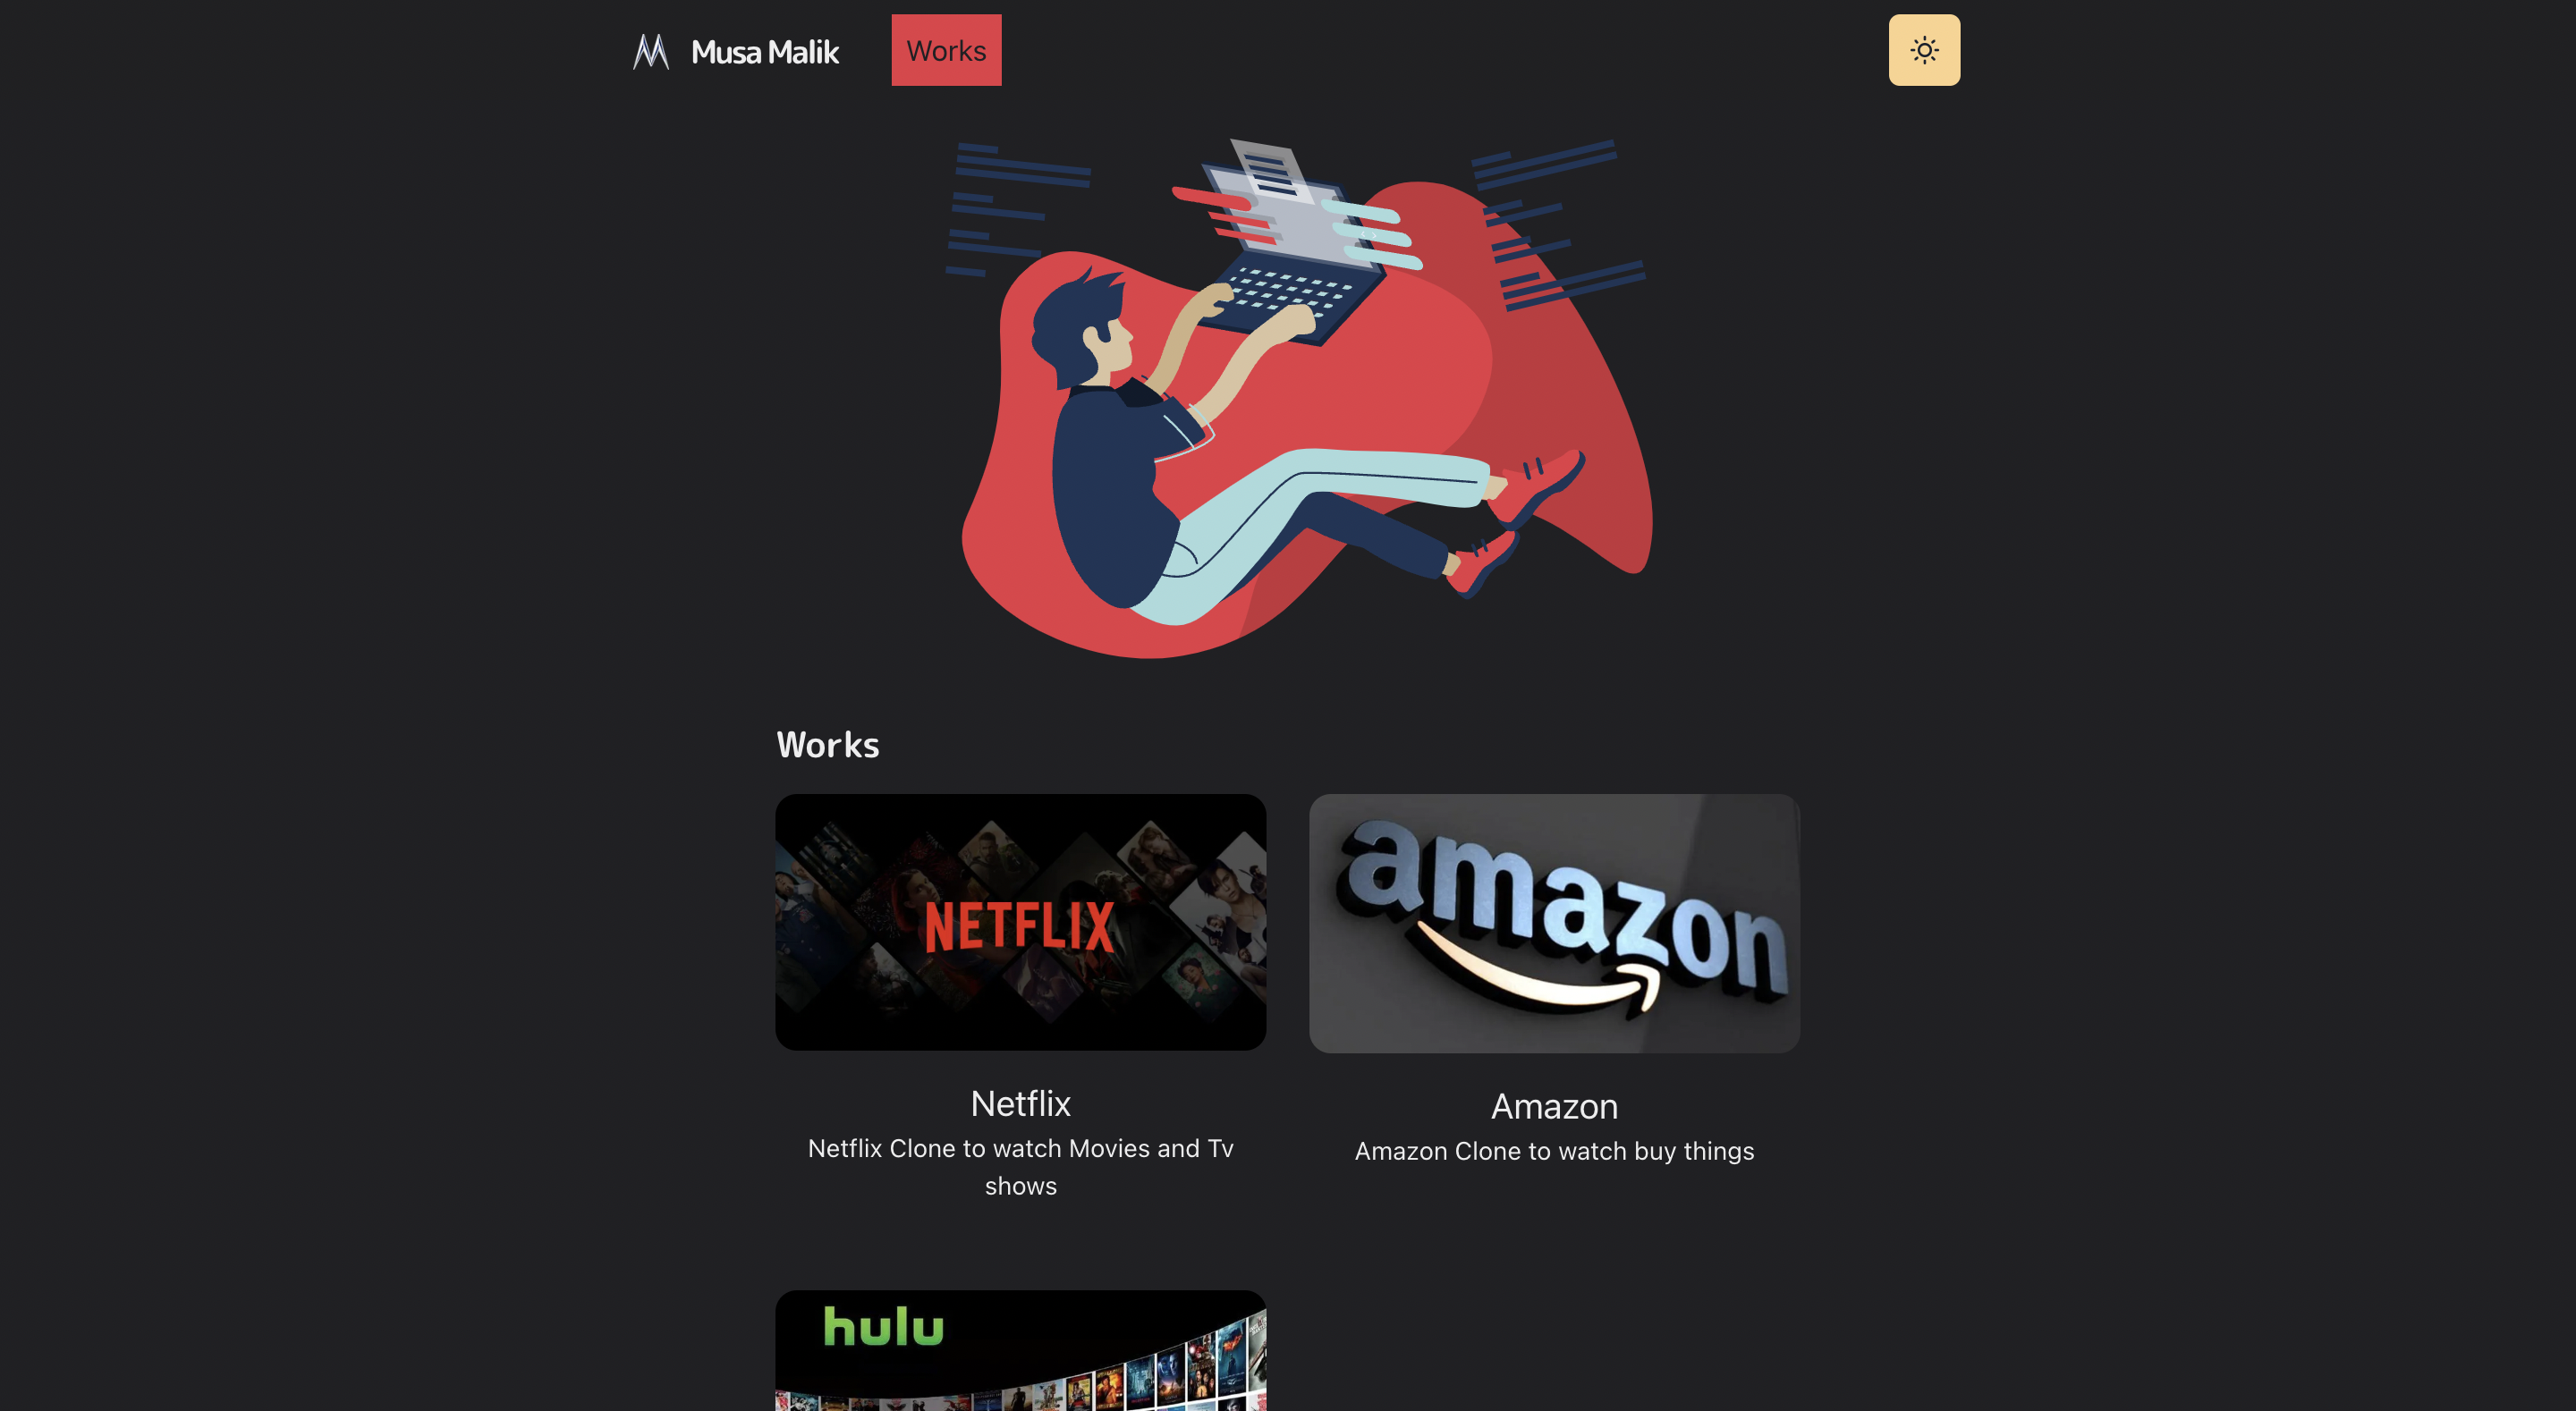 Musa Malik
Works
Works
NETFLIX
amazon
Netflix
Netflix Clone to watch Movies and Tv
shows
Amazon
Amazon Clone to watch buy things
hulu